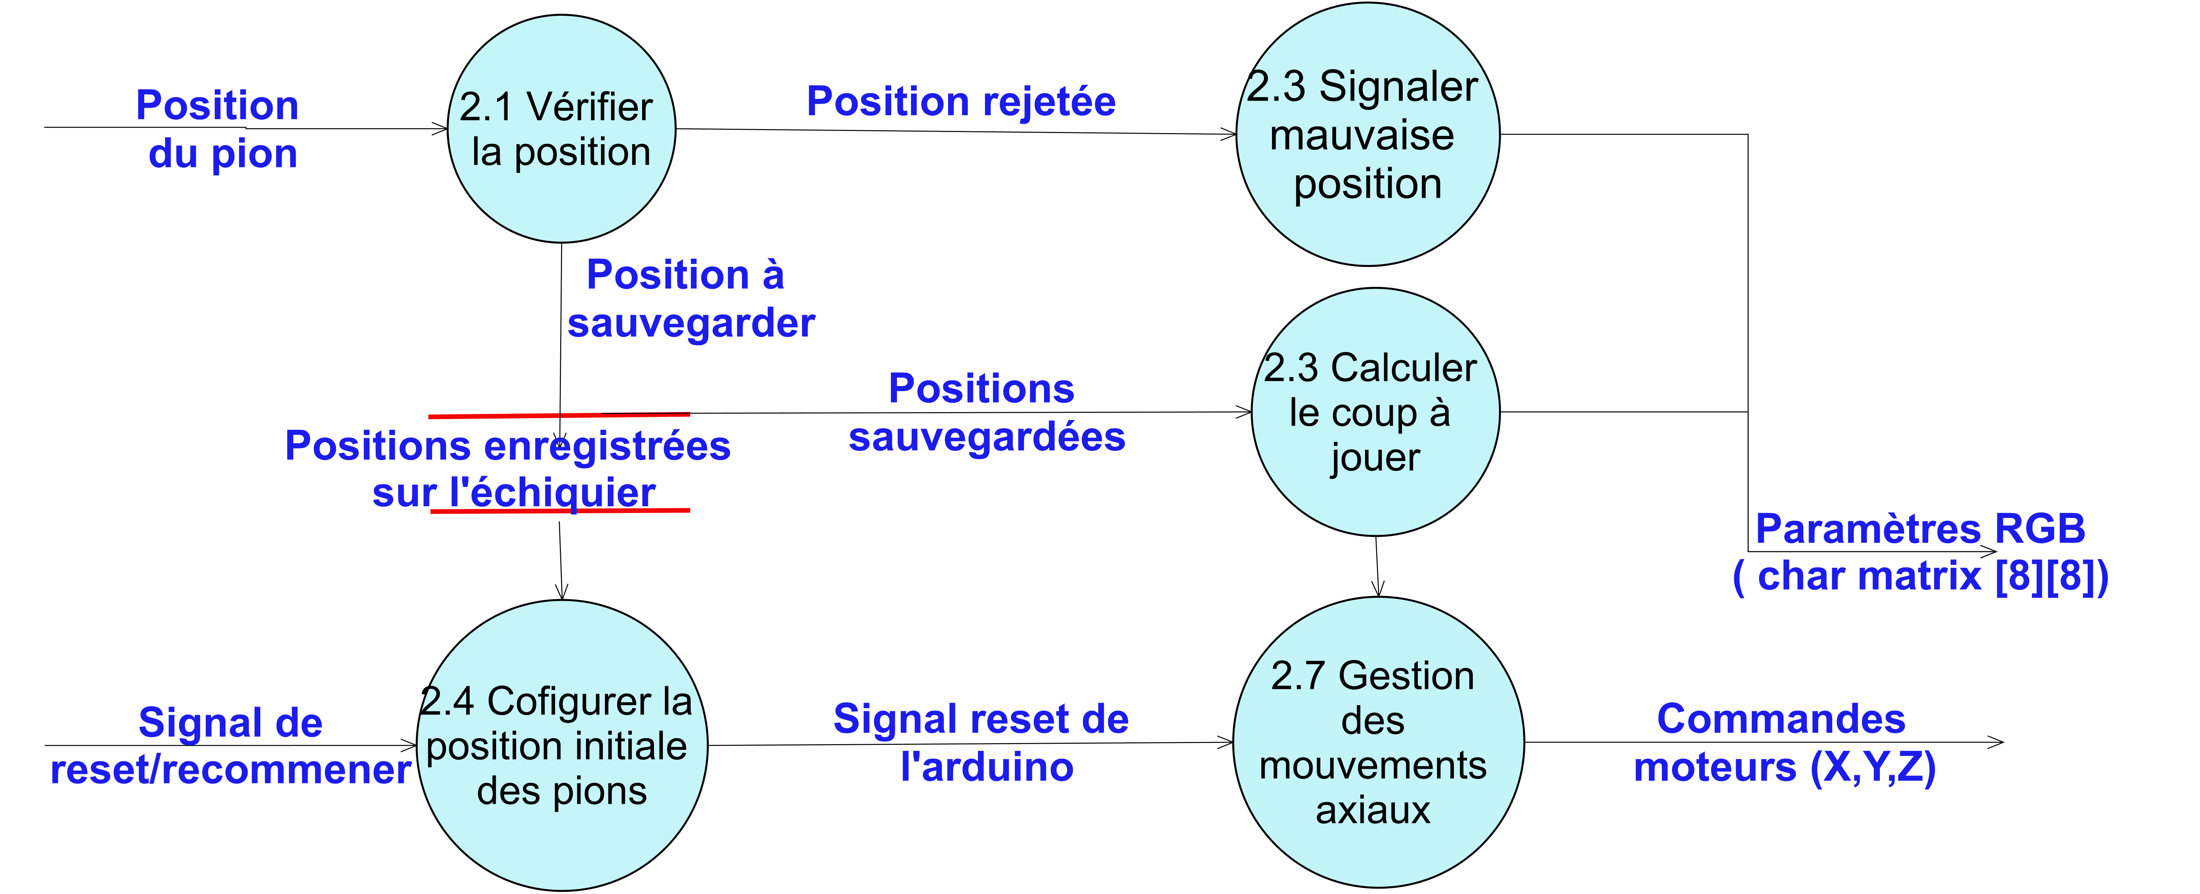 Position
du pion
2.1 Vérifier
la position
Position rejetée
2.3 Signaler
mauvaise
position
Position à
sauvegarder
Positions
sauvegardées
2.3 Calculer
le coup à
jouer
Positions enregistrées
sur l'échiquier
Paramètres RGB
( char matrix [8][8])
Signal de
reset/recommener
2.4 Cofigurer la
position initiale
des pions
Signal reset de
l'arduino
2.7 Gestion
des
mouvements
axiaux
Commandes
moteurs (X,Y,Z)